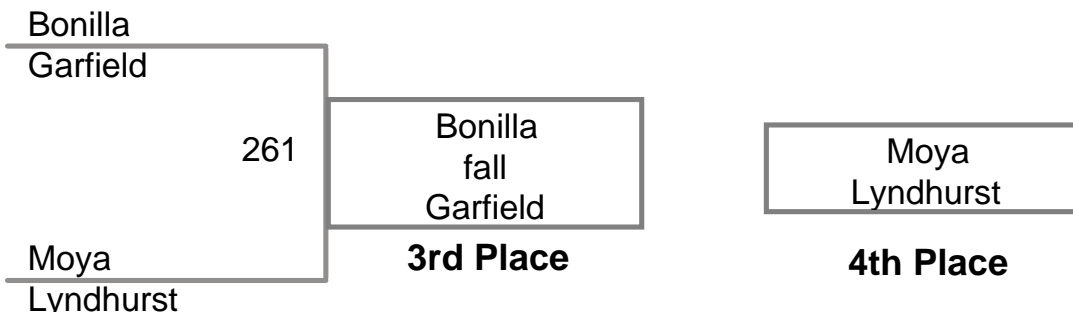 Bonilla
Garfield
261
Bonilla
fall
Garfield
3rd Place
Moya
Lyndhurst
4th Place
Moya
Lyndhurst